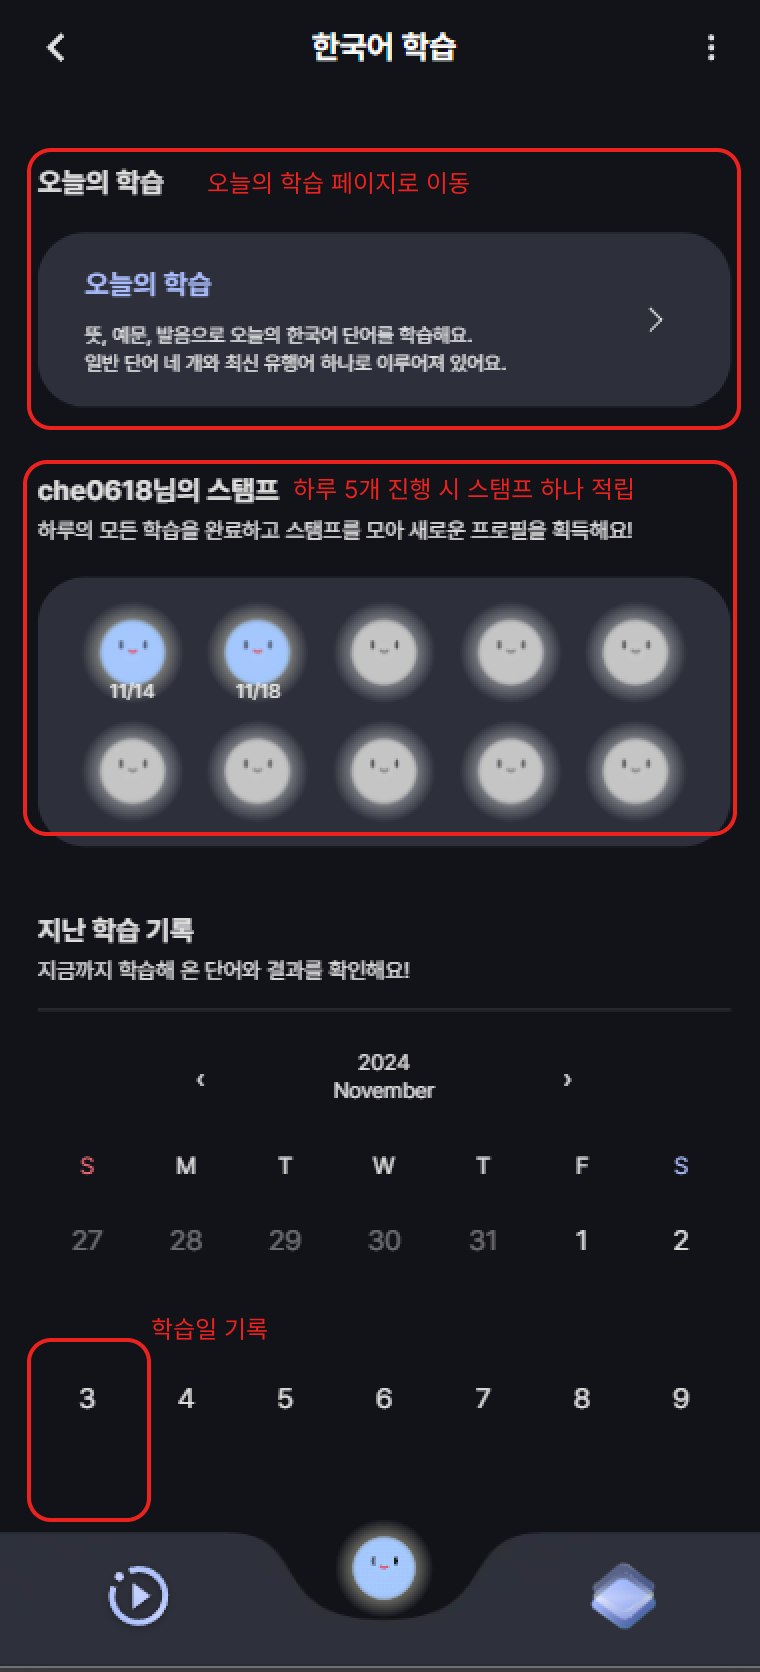 한국어 학습
오늘의 학습 오늘의 학습 페이지로 이동
오늘의 학습
뜻, 예문, 발음으로 오늘의 한국어 단어를 학습해요.
일반 단어 네 개와 최신 유행어 하나로 이루어져 있어요.
che0618님의 스탬프 하루 5개 진행 시 스탬프 하나 적립
하루의 모든 학습을 완료하고 스탬프를 모아 새로운 프로필을 획득해요!
11/14 11/18
지난 학습 기록
지금까지 학습해 온 단어와 결과를 확인해요!
2024
November
S M T W T F S
27 28 29 30 31 1 2
학습일 기록
3 4 5 6 7 8 9